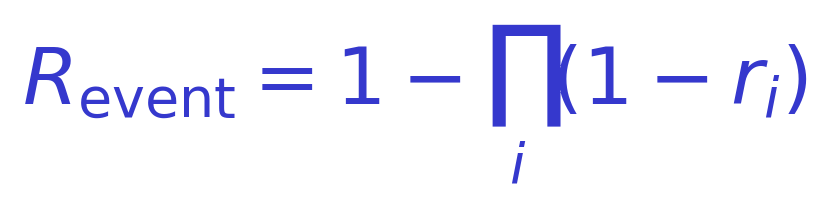 R_event = 1 − ∏_i (1 − r_i)